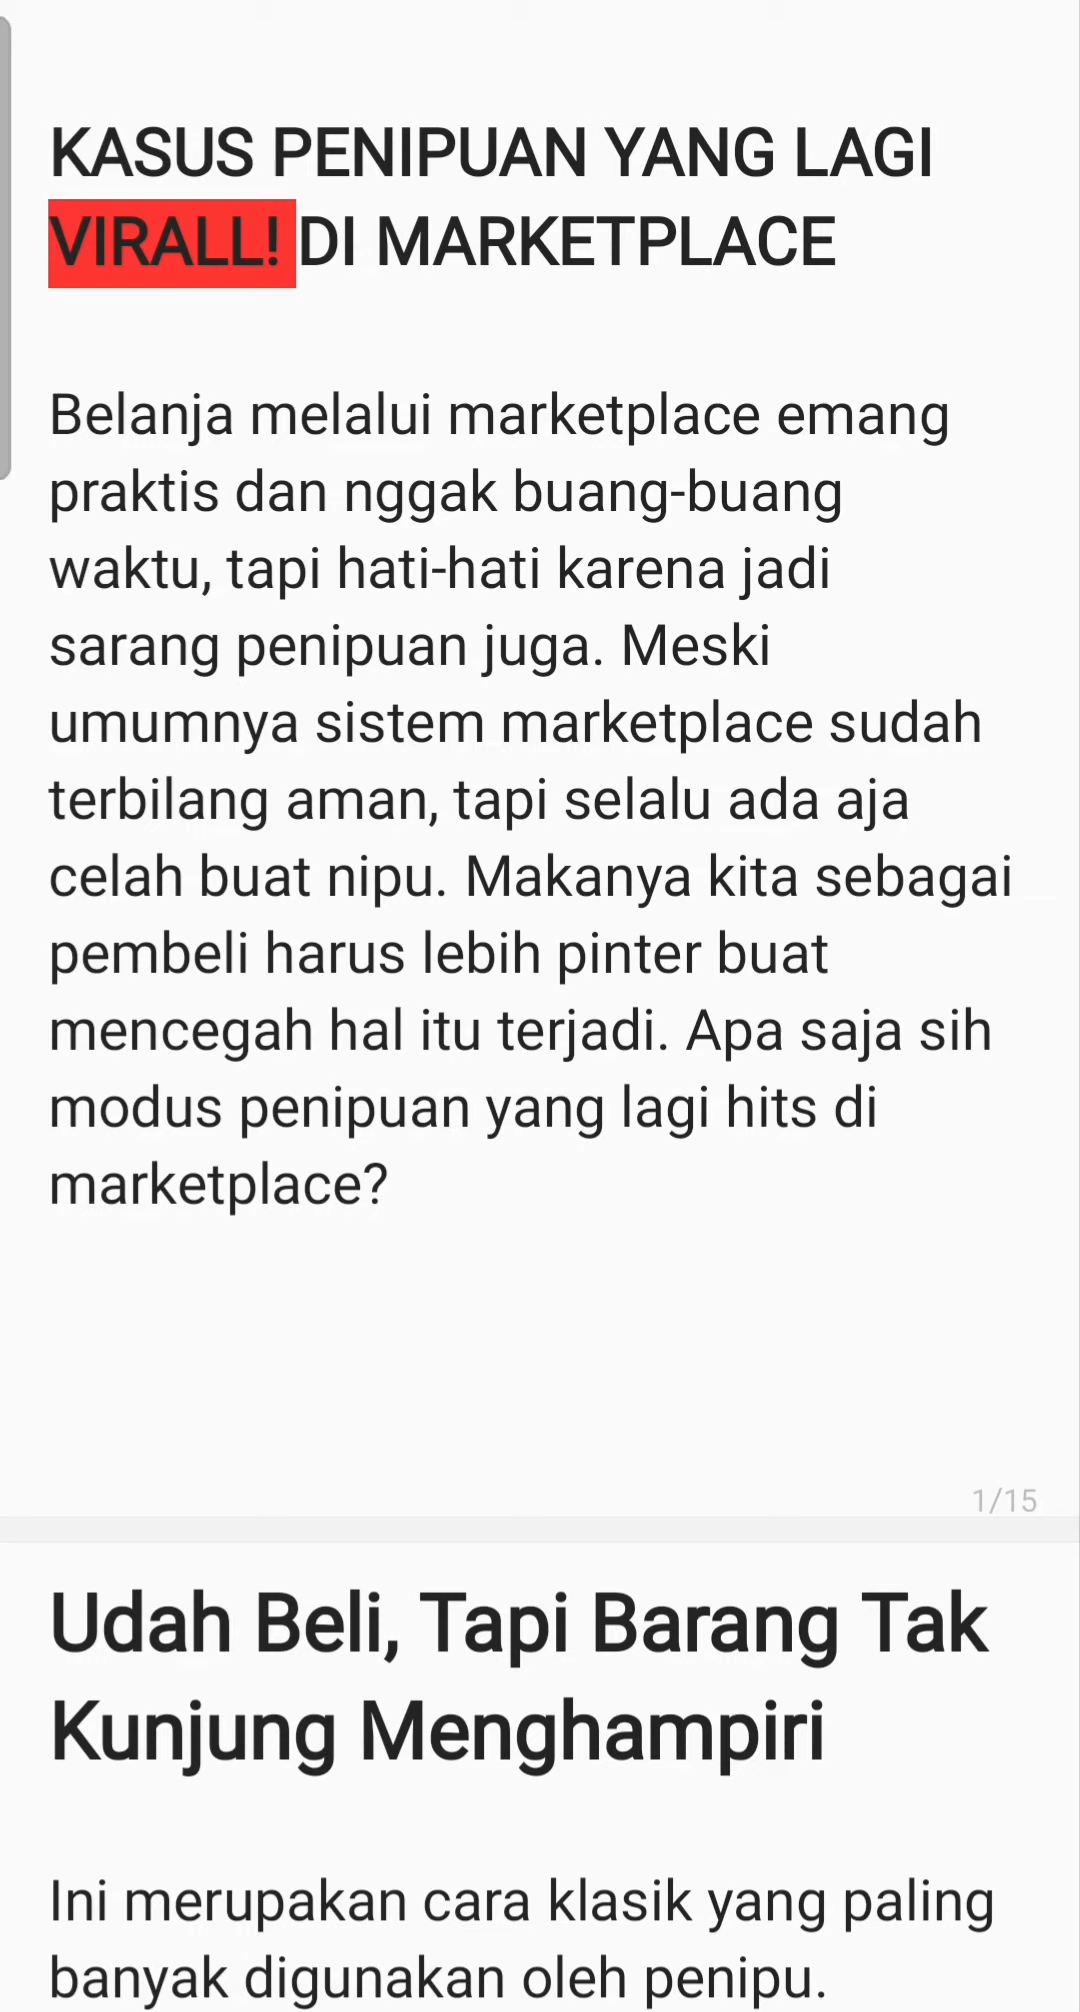 KASUS PENIPUAN YANG LAGI
VIRALL! DI MARKETPLACE
Belanja melalui marketplace emang
praktis dan nggak buang-buang
waktu, tapi hati-hati karena jadi
sarang penipuan juga. Meski
umumnya sistem marketplace sudah
terbilang aman, tapi selalu ada aja
celah buat nipu. Makanya kita sebagai
pembeli harus lebih pinter buat
mencegah hal itu terjadi. Apa saja sih
modus penipuan yang lagi hits di
marketplace?
1/15
Udah Beli, Tapi Barang Tak
Kunjung Menghampiri
Ini merupakan cara klasik yang paling
banyak digunakan oleh penipu.